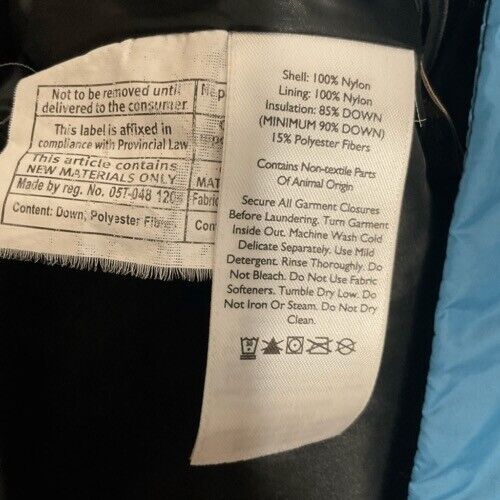 Not to be removed until
delivered to the consumer
This label is affixed in
compliance with Provincial Law
This article contains
NEW MATERIALS ONLY
Made by reg. No. 05T-048 120
Content: Down, Polyester Fibres
Shell: 100% Nylon
Lining: 100% Nylon
Insulation: 85% DOWN
(MINIMUM 90% DOWN)
15% Polyester Fibers
Contains Non-textile Parts
Of Animal Origin
Secure All Garment Closures
Before Laundering. Turn Garment
Inside Out. Machine Wash Cold
Delicate Separately. Use Mild
Detergent. Rinse Thoroughly. Do
Not Bleach. Do Not Use Fabric
Softeners. Tumble Dry Low. Do
Not Iron Or Steam. Do Not Dry
Clean.